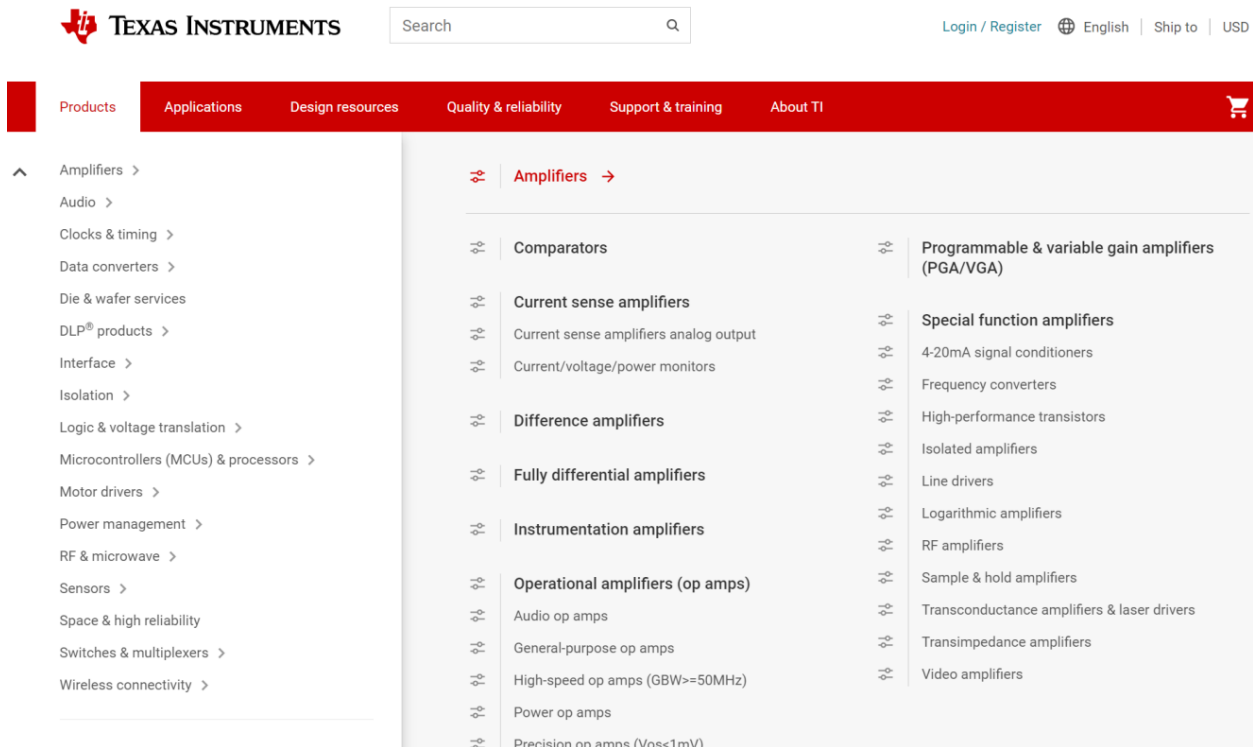 TEXAS INSTRUMENTS
Search
Login / Register
English
Ship to
USD
Products
Applications
Design resources
Quality & reliability
Support & training
About TI
Amplifiers
Audio
Clocks & timing
Data converters
Die & wafer services
DLP® products
Interface
Isolation
Logic & voltage translation
Microcontrollers (MCUs) & processors
Motor drivers
Power management
RF & microwave
Sensors
Space & high reliability
Switches & multiplexers
Wireless connectivity
Amplifiers
Comparators
Current sense amplifiers
Current sense amplifiers analog output
Current/voltage/power monitors
Difference amplifiers
Fully differential amplifiers
Instrumentation amplifiers
Operational amplifiers (op amps)
Audio op amps
General-purpose op amps
High-speed op amps (GBW>=50MHz)
Power op amps
Precision op amps (Vos<1mV)
Programmable & variable gain amplifiers
(PGA/VGA)
Special function amplifiers
4-20mA signal conditioners
Frequency converters
High-performance transistors
Isolated amplifiers
Line drivers
Logarithmic amplifiers
RF amplifiers
Sample & hold amplifiers
Transconductance amplifiers & laser drivers
Transimpedance amplifiers
Video amplifiers